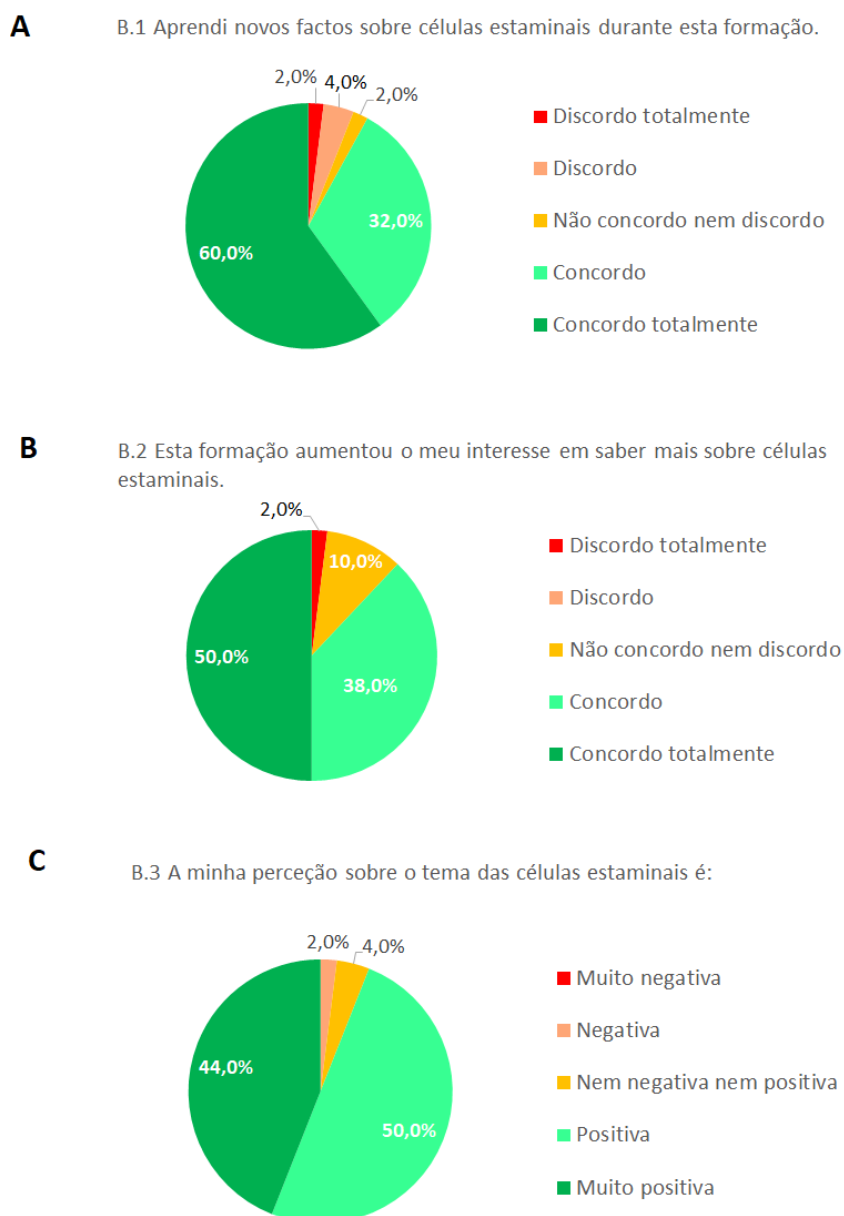 A
B.1 Aprendi novos factos sobre células estaminais durante esta formação.
2,0%
4,0%
2,0%
32,0%
60,0%
Discordo totalmente
Discordo
Não concordo nem discordo
Concordo
Concordo totalmente
B
B.2 Esta formação aumentou o meu interesse em saber mais sobre células
estaminais.
2,0%
10,0%
50,0%
38,0%
Discordo totalmente
Discordo
Não concordo nem discordo
Concordo
Concordo totalmente
C
B.3 A minha perceção sobre o tema das células estaminais é:
2,0%
4,0%
44,0%
50,0%
Muito negativa
Negativa
Nem negativa nem positiva
Positiva
Muito positiva